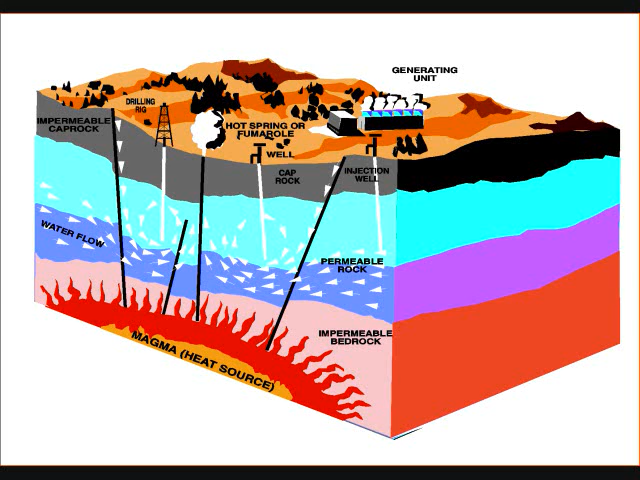 GENERATING
UNIT
DRILLING
RIG
IMPERMEABLE
CAPROCK
HOT SPRING OR
FUMAROLE
WELL
CAP
ROCK
INJECTION
WELL
WATER FLOW
PERMEABLE
ROCK
IMPERMEABLE
BEDROCK
MAGMA (HEAT SOURCE)